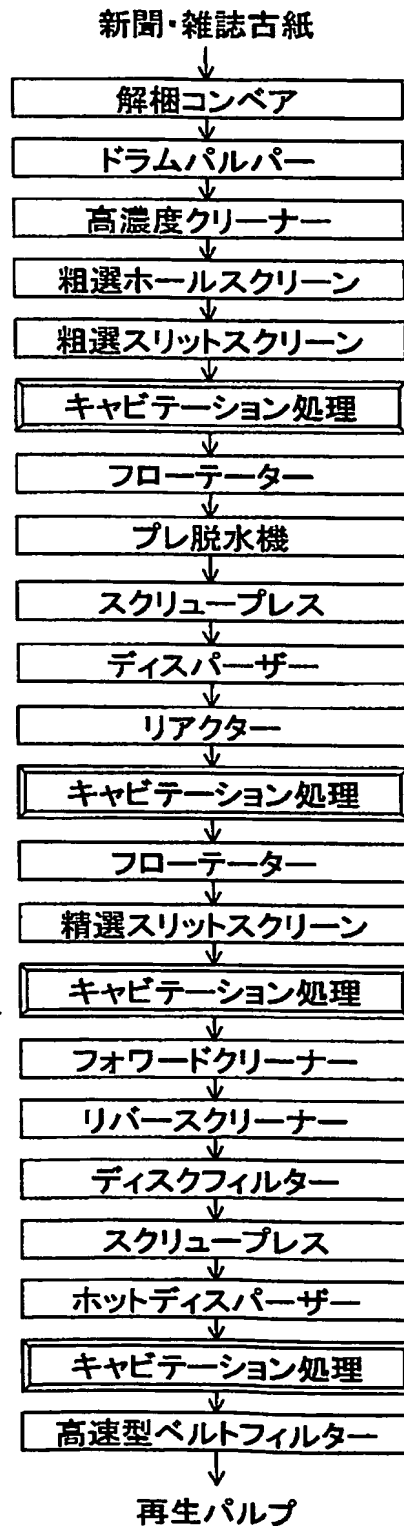 新聞・雑誌古紙
解梱コンベア
ドラムパルパー
高濃度クリーナー
粗選ホールスクリーン
粗選スリットスクリーン
キャビテーション処理
フローテーター
プレ脱水機
スクリュープレス
ディスパーザー
リアクター
キャビテーション処理
フローテーター
精選スリットスクリーン
キャビテーション処理
フォワードクリーナー
リバースクリーナー
ディスクフィルター
スクリュープレス
ホットディスパーザー
キャビテーション処理
高速型ベルトフィルター
再生パルプ